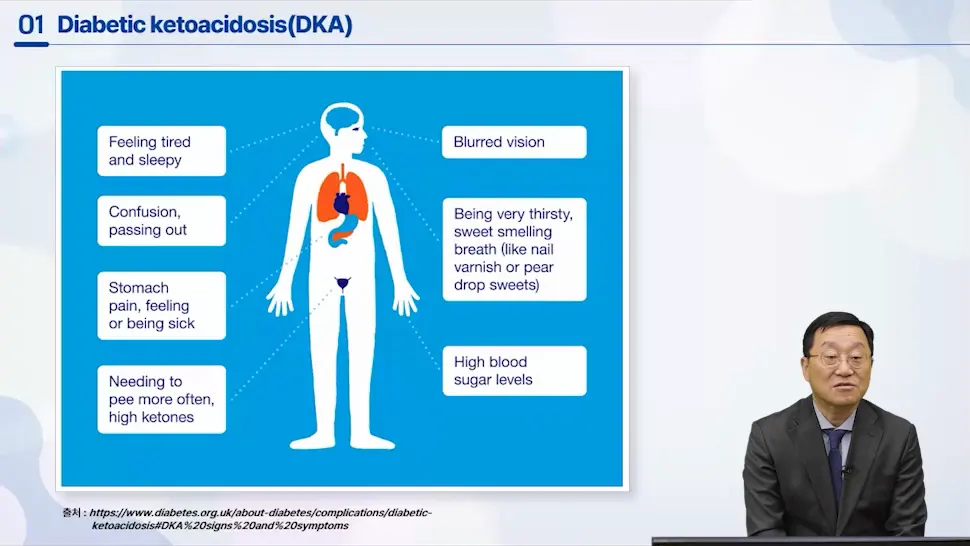 01 Diabetic ketoacidosis(DKA)
Feeling tired
and sleepy
Confusion,
passing out
Stomach
pain, feeling
or being sick
Needing to
pee more often,
high ketones
Blurred vision
Being very thirsty,
sweet smelling
breath (like nail
varnish or pear
drop sweets)
High blood
sugar levels
출처 : https://www.diabetes.org.uk/about-diabetes/complications/diabetic-
ketoacidosis#DKA%20signs%20and%20symptoms